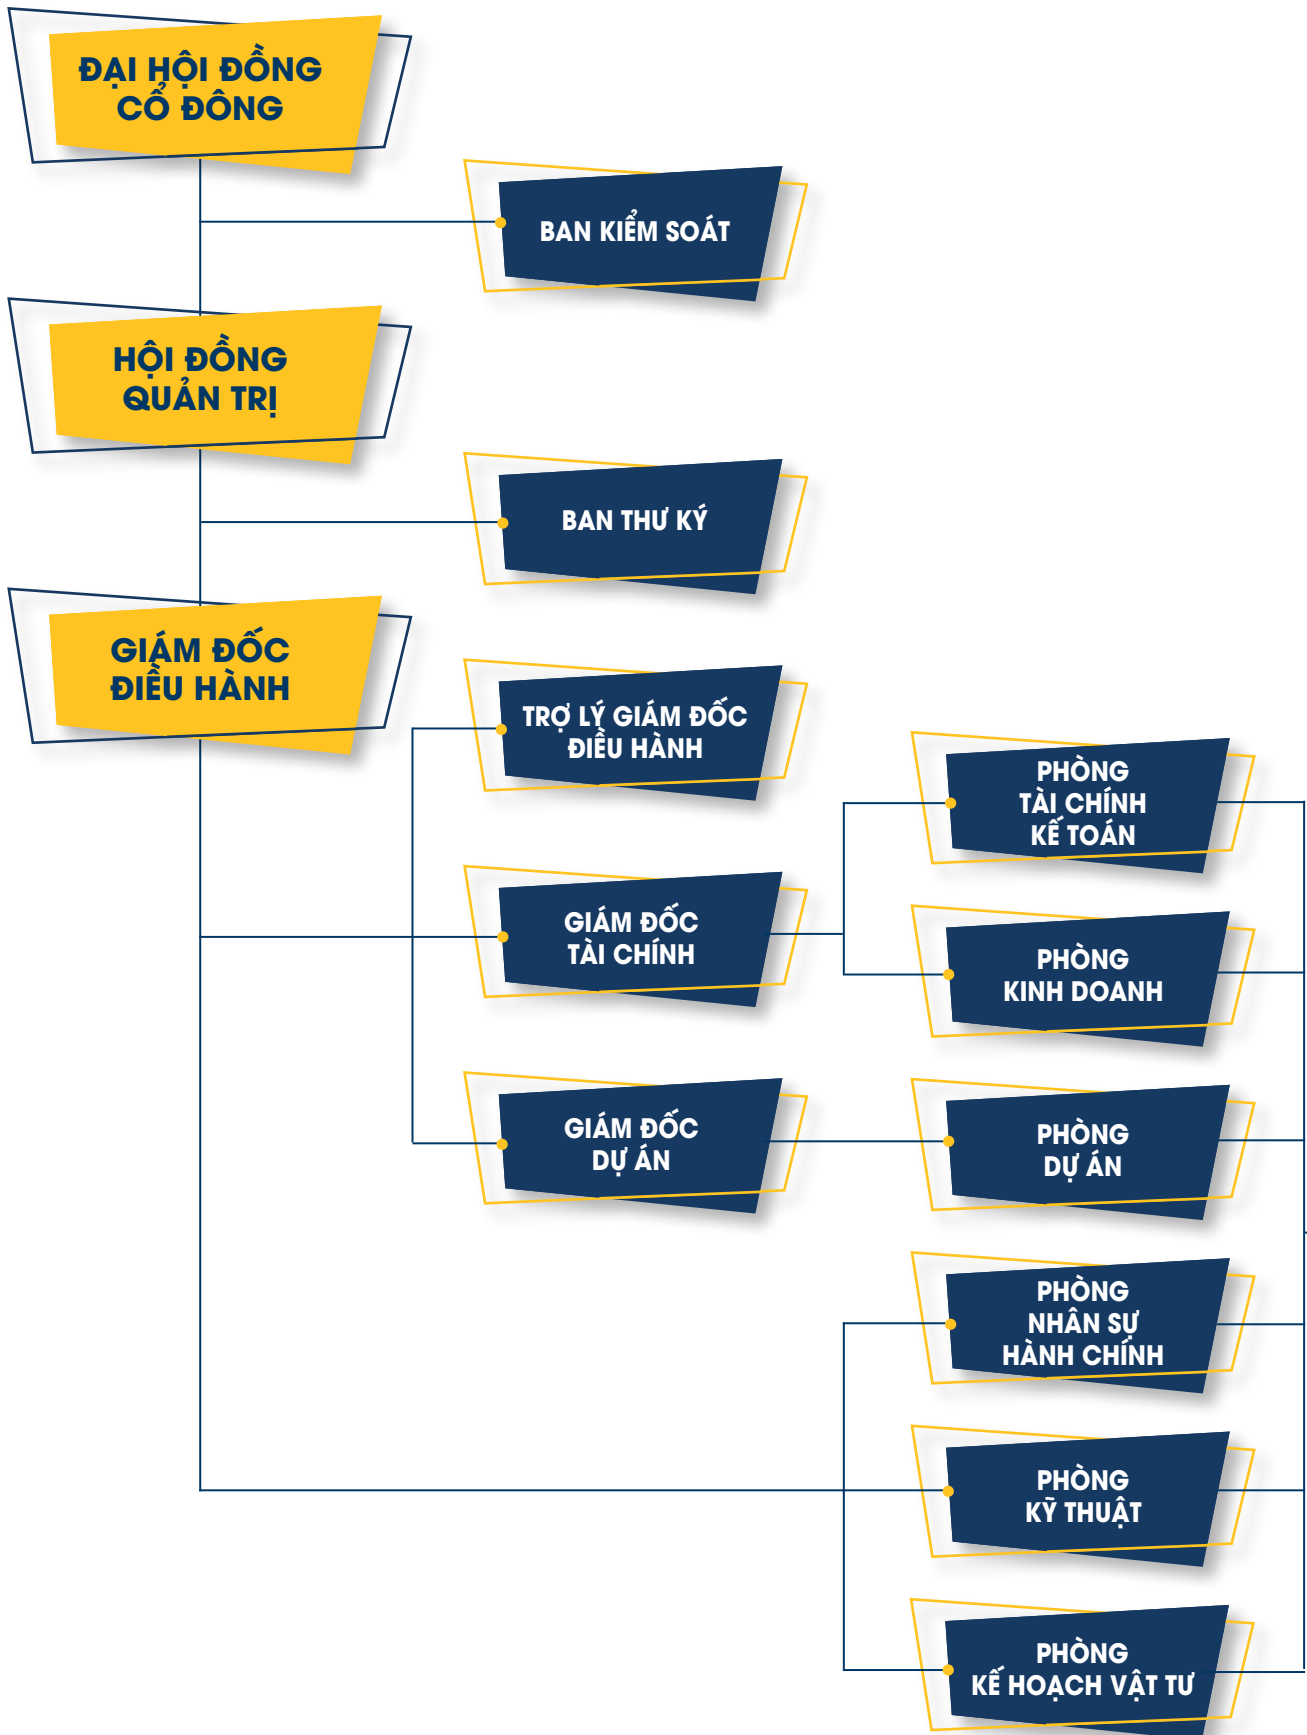 ĐẠI HỘI ĐỒNG
CỔ ĐÔNG
BAN KIỂM SOÁT
HỘI ĐỒNG
QUẢN TRỊ
BAN THƯ KÝ
GIÁM ĐỐC
ĐIỀU HÀNH
TRỢ LÝ GIÁM ĐỐC
ĐIỀU HÀNH
PHÒNG
TÀI CHÍNH
KẾ TOÁN
GIÁM ĐỐC
TÀI CHÍNH
PHÒNG
KINH DOANH
GIÁM ĐỐC
DỰ ÁN
PHÒNG
DỰ ÁN
PHÒNG
NHÂN SỰ
HÀNH CHÍNH
PHÒNG
KỸ THUẬT
PHÒNG
KẾ HOẠCH VẬT TƯ